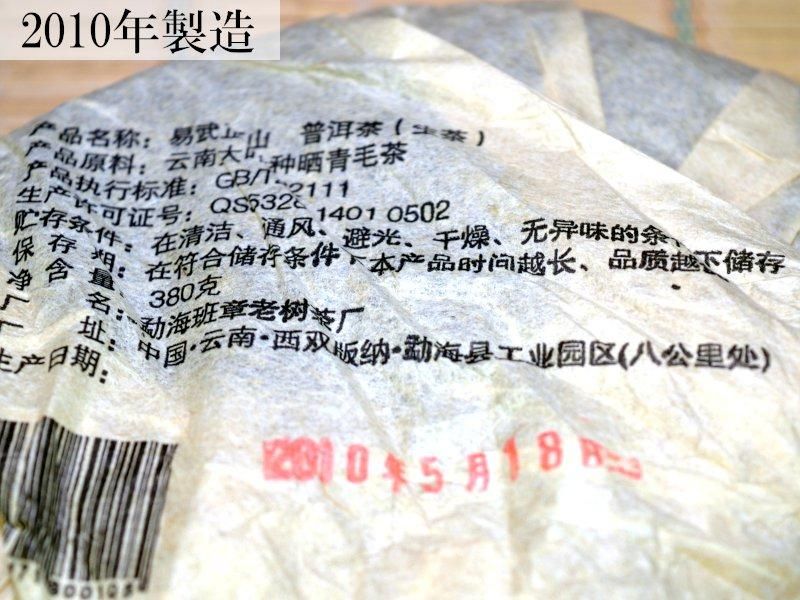 2010年製造
产品名称：易武正山 普洱茶（生茶）
产品原料：云南大 种晒青毛茶
产品执行标准：GB/T 2111
生产许可证号：QS532 1401 0502
贮存条件：在清洁、通风、避光、干燥、无异味的条
保存期：在符合储存条件下本产品时间越长、品质越 储存
净含量：380克
厂名：勐海班章老树茶厂
厂址：中国·云南·西双版纳·勐海县工业园区(八公里处)
生产日期：
2010年5月18日